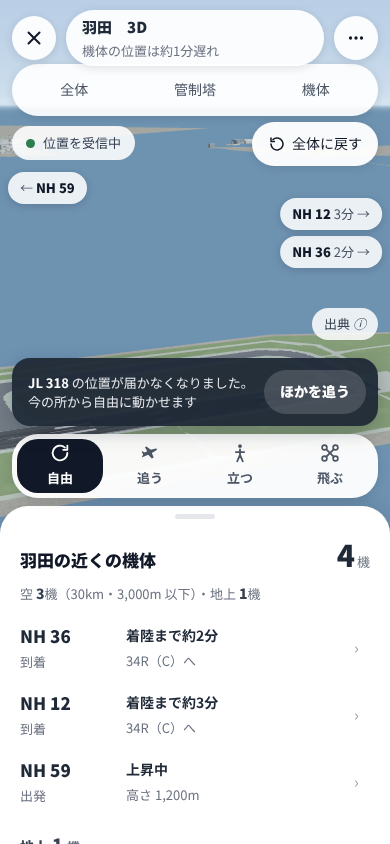 羽田　3D
機体の位置は約1分遅れ
全体
管制塔
機体
位置を受信中
全体に戻す
← NH 59
NH 12 3分 →
NH 36 2分 →
出典 ⓘ
JL 318 の位置が届かなくなりました。
今の所から自由に動かせます
ほかを追う
自由
追う
立つ
飛ぶ
羽田の近くの機体
4機
空 3機（30km・3,000m 以下）・地上 1機
NH 36
着陸まで約2分
到着
34R（C）へ
NH 12
着陸まで約3分
到着
34R（C）へ
NH 59
上昇中
出発
高さ 1,200m
地上 1 機